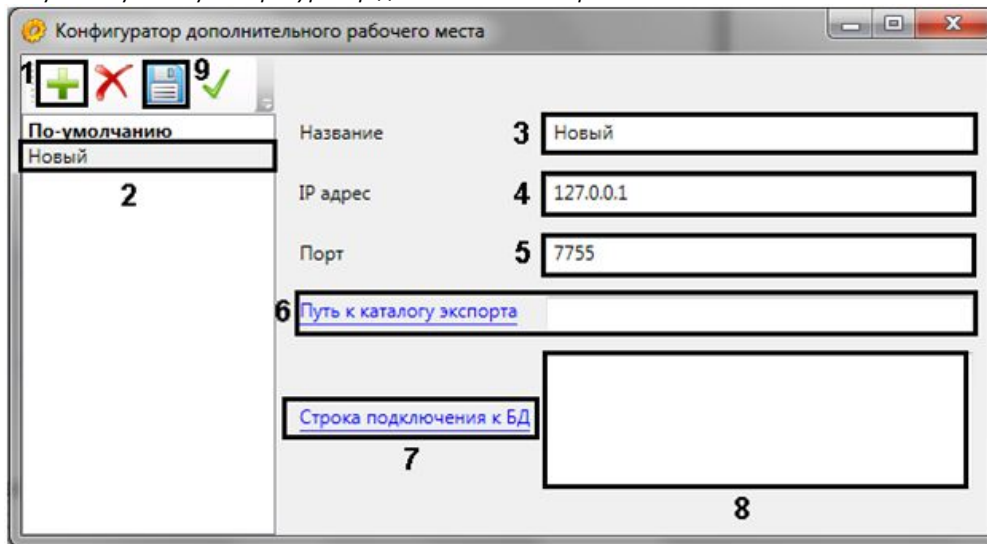 Конфигуратор дополнительного рабочего места
1
9
По-умолчанию
Новый
2
Название 3 Новый
IP адрес 4 127.0.0.1
Порт 5 7755
6 Путь к каталогу экспорта
Строка подключения к БД
7
8